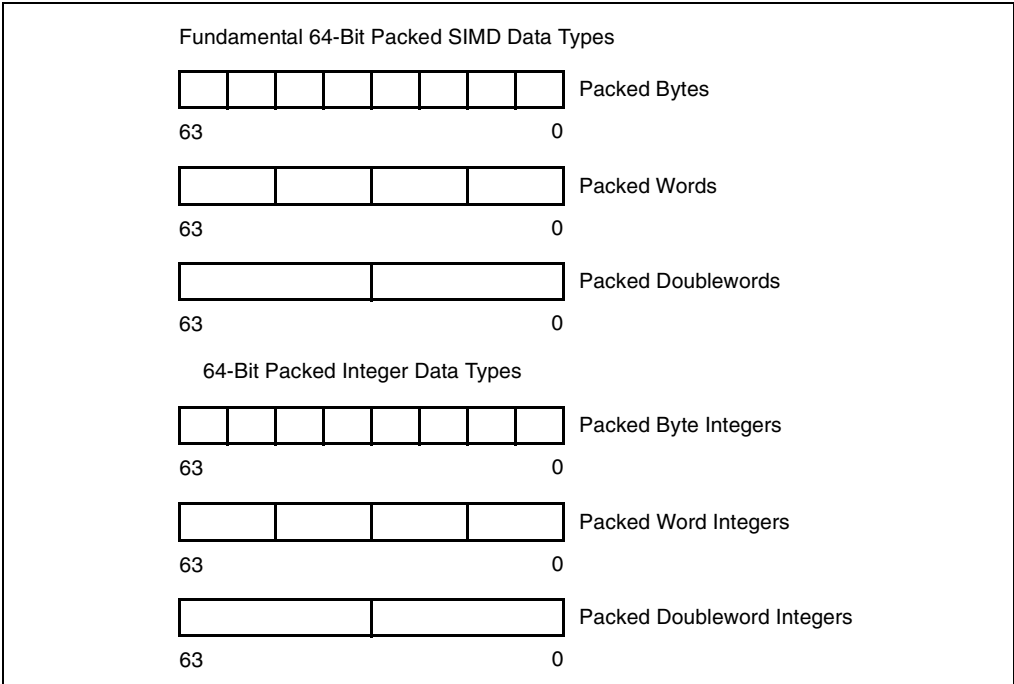 Fundamental 64-Bit Packed SIMD Data Types
Packed Bytes
63 0
Packed Words
63 0
Packed Doublewords
63 0
64-Bit Packed Integer Data Types
Packed Byte Integers
63 0
Packed Word Integers
63 0
Packed Doubleword Integers
63 0